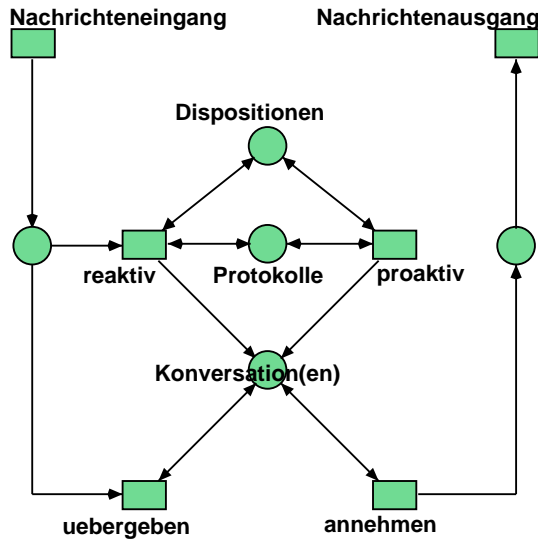 Nachrichteneingang
Nachrichtenausgang
Dispositionen
reaktiv
Protokolle
proaktiv
Konversation(en)
uebergeben
annehmen